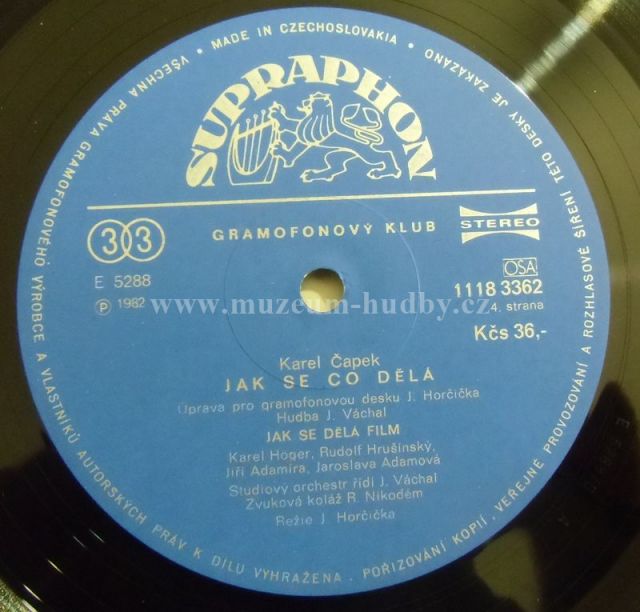 VŠECHNA PRÁVA GRAMOFONOVÉHO VÝROBCE A VLASTNÍKŮ AUTORSKÝCH PRÁV K DÍLU VYHRAŽENA. POŘIZOVÁNÍ KOPIÍ. VEŘEJNÉ PROVOZOVÁNÍ A ROZHLASOVÉ ŠÍŘENÍ TÉTO DESKY JE ZAKÁZÁNO
• MADE IN CZECHOSLOVAKIA •
SUPRAPHON
33
GRAMOFONOVÝ KLUB
STEREO
E 5288
OSA
℗ 1982
1118 3362
4. strana
www.muzeum-hudby.cz
Kčs 36,-
Karel Čapek
JAK SE CO DĚLÁ
Úprava pro gramofonovou desku J. Horčička
Hudba J. Váchal
JAK SE DĚLÁ FILM
Karel Höger, Rudolf Hrušínský,
Jiří Adamíra, Jaroslava Adamová
Studiový orchestr řídí J. Váchal
Zvuková koláž R. Nikodém
Režie J. Horčička